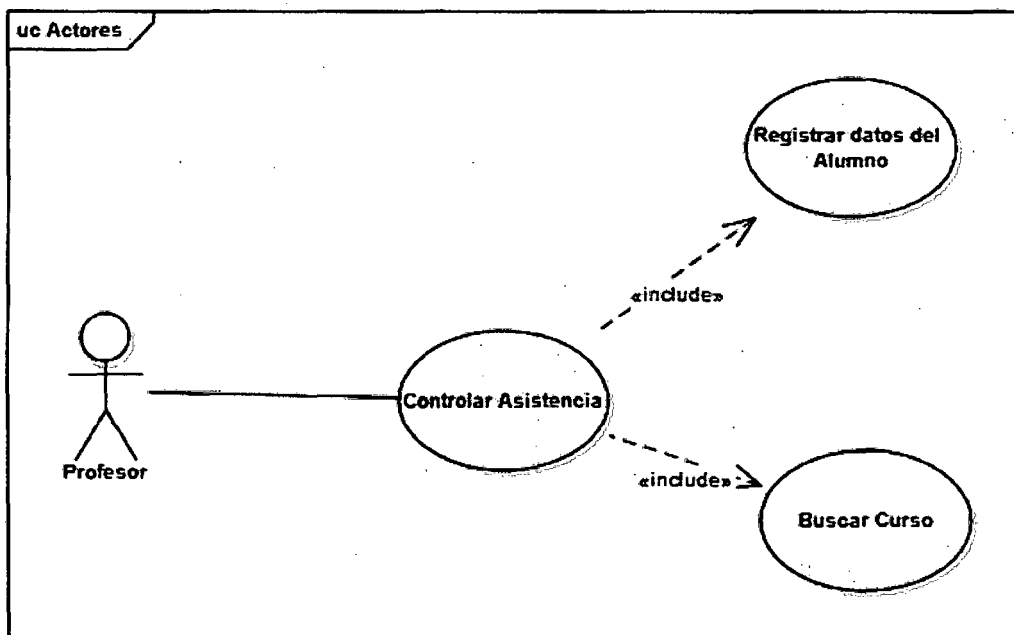 uc Actores
Registrar datos del
Alumno
«include»
Controlar Asistencia
Profesor
«include»
Buscar Curso